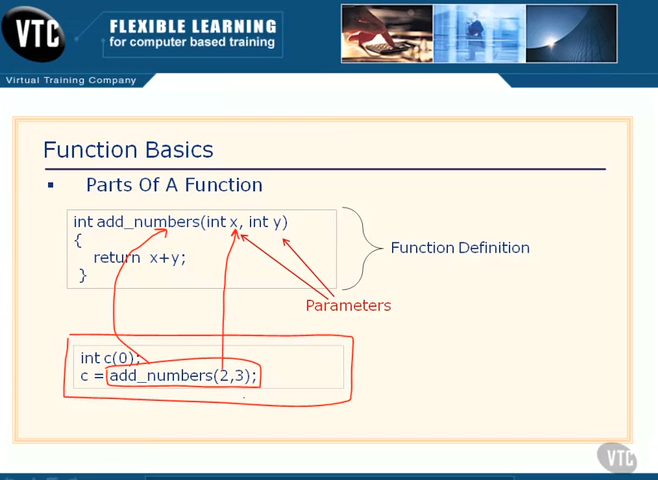 VTC
FLEXIBLE LEARNING
for computer based training
Virtual Training Company
Function Basics
Parts Of A Function
int add_numbers(int x, int y)
{
return x+y;
}
Function Definition
Parameters
int c(0);
c = add_numbers(2,3);
VTC